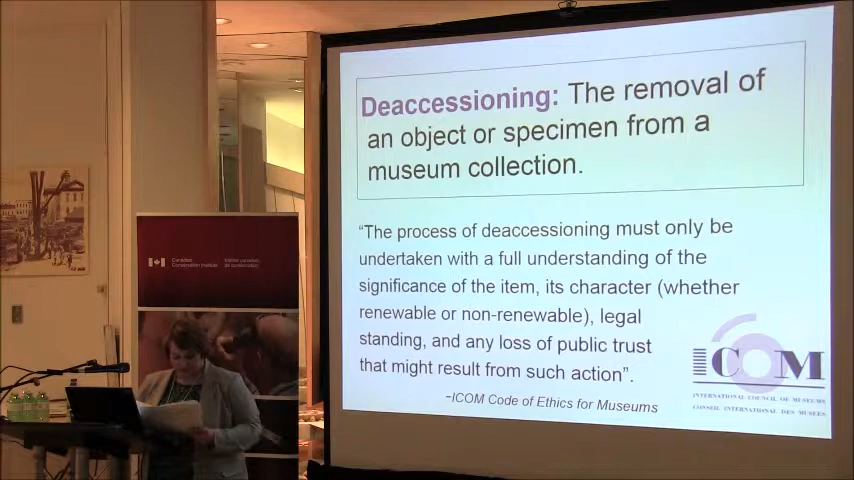 Deaccessioning: The removal of
an object or specimen from a
museum collection.
“The process of deaccessioning must only be
undertaken with a full understanding of the
significance of the item, its character (whether
renewable or non-renewable), legal
standing, and any loss of public trust
that might result from such action”.
~ICOM Code of Ethics for Museums
ICOM
INTERNATIONAL COUNCIL OF MUSEUMS
CONSEIL INTERNATIONAL DES MUSÉES
Canadian Institut canadien
Conservation Institute de conservation